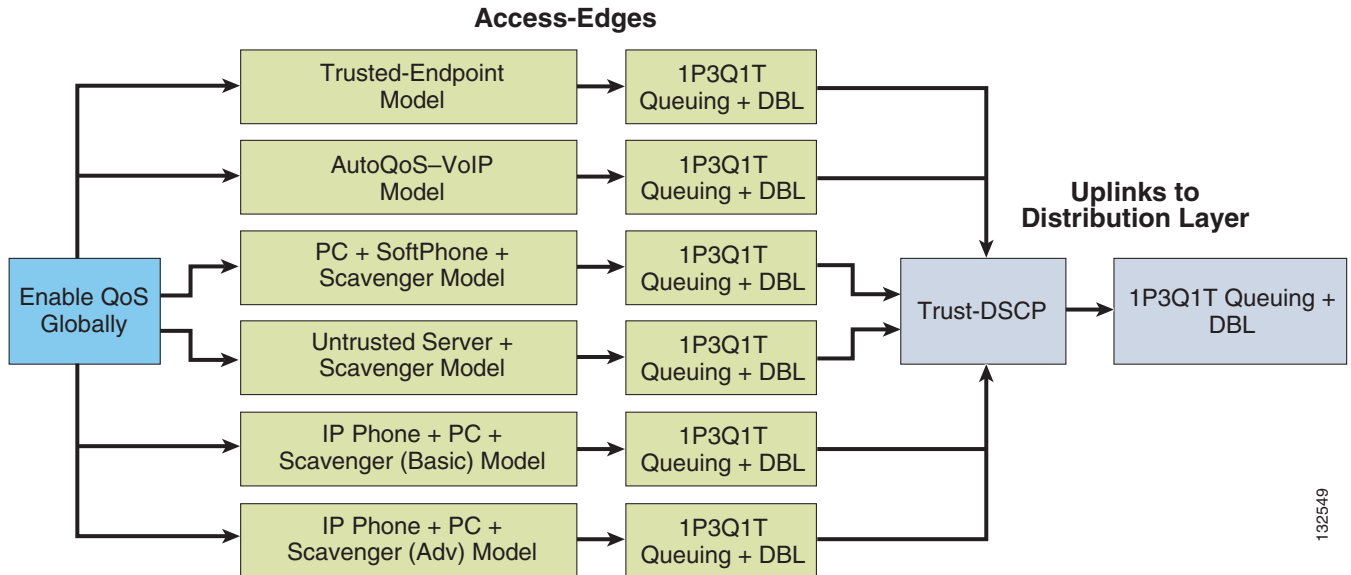 Access-Edges
Trusted-Endpoint
Model
1P3Q1T
Queuing + DBL
AutoQoS–VoIP
Model
1P3Q1T
Queuing + DBL
Uplinks to
Distribution Layer
PC + SoftPhone +
Scavenger Model
1P3Q1T
Queuing + DBL
Enable QoS
Globally
Trust-DSCP
1P3Q1T Queuing +
DBL
Untrusted Server +
Scavenger Model
1P3Q1T
Queuing + DBL
IP Phone + PC +
Scavenger (Basic) Model
1P3Q1T
Queuing + DBL
IP Phone + PC +
Scavenger (Adv) Model
1P3Q1T
Queuing + DBL
132549